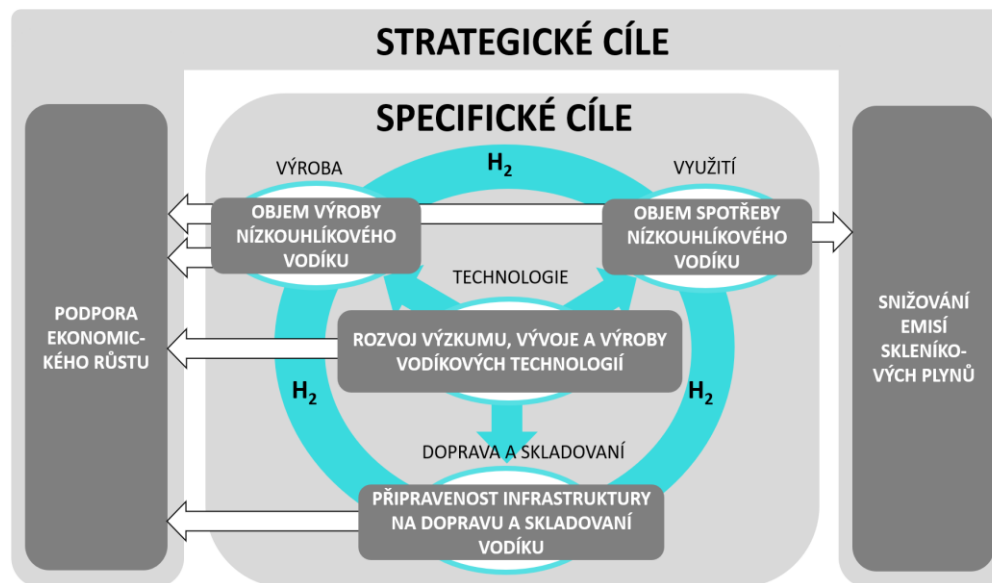 STRATEGICKÉ CÍLE
SPECIFICKÉ CÍLE
VÝROBA
H2
VYUŽITÍ
OBJEM VÝROBY
NÍZKOUHLÍKOVÉHO
VODÍKU
OBJEM SPOTŘEBY
NÍZKOUHLÍKOVÉHO
VODÍKU
TECHNOLOGIE
PODPORA
EKONOMIC-
KÉHO RŮSTU
ROZVOJ VÝZKUMU, VÝVOJE A VÝROBY
VODÍKOVÝCH TECHNOLOGIÍ
SNIŽOVÁNÍ
EMISÍ
SKLENÍKO-
VÝCH PLYNŮ
H2
H2
DOPRAVA A SKLADOVANÍ
PŘIPRAVENOST INFRASTRUKTURY
NA DOPRAVU A SKLADOVANÍ
VODÍKU